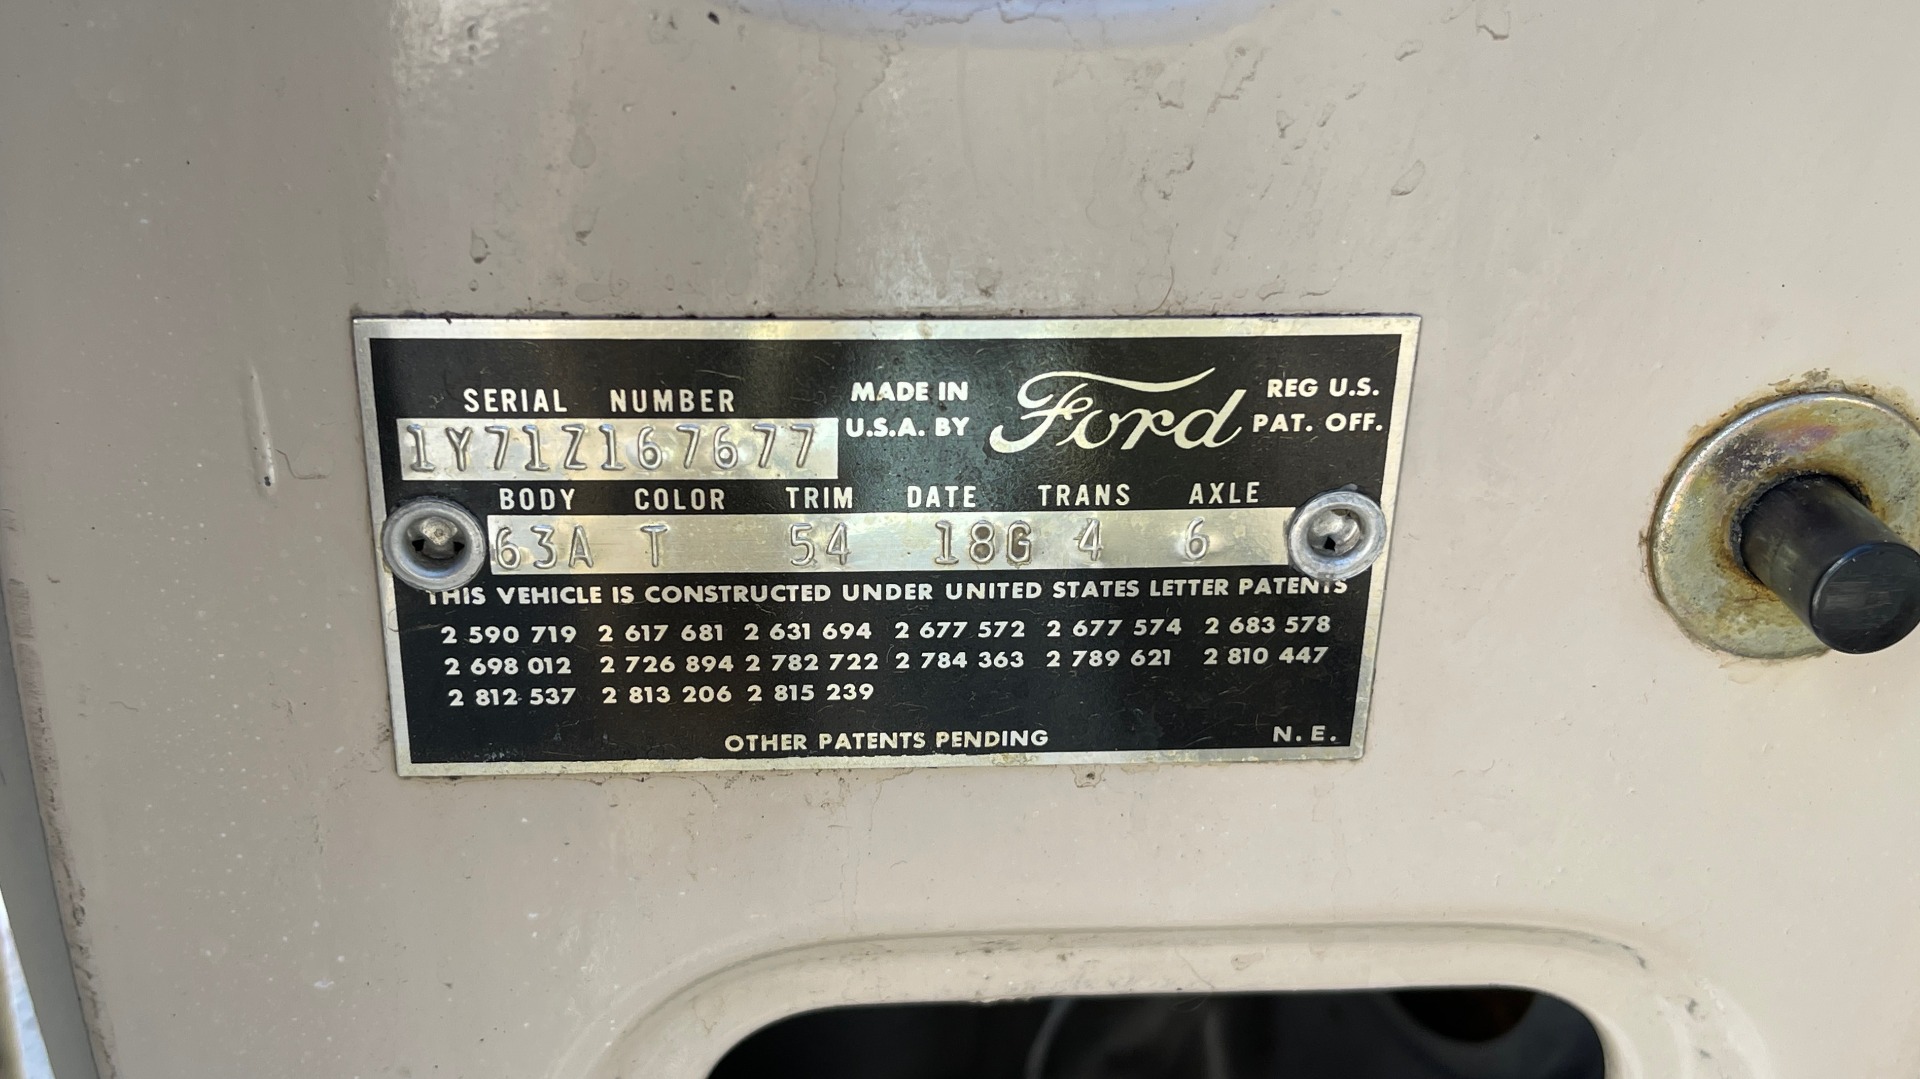 SERIAL NUMBER
MADE IN
U.S.A. BY
Ford
REG U.S.
PAT. OFF.
1Y71Z167677
BODY COLOR TRIM DATE TRANS AXLE
63A T 54 18G 4 6
THIS VEHICLE IS CONSTRUCTED UNDER UNITED STATES LETTER PATENTS
2 590 719 2 617 681 2 631 694 2 677 572 2 677 574 2 683 578
2 698 012 2 726 894 2 782 722 2 784 363 2 789 621 2 810 447
2 812 537 2 813 206 2 815 239
OTHER PATENTS PENDING
N. E.